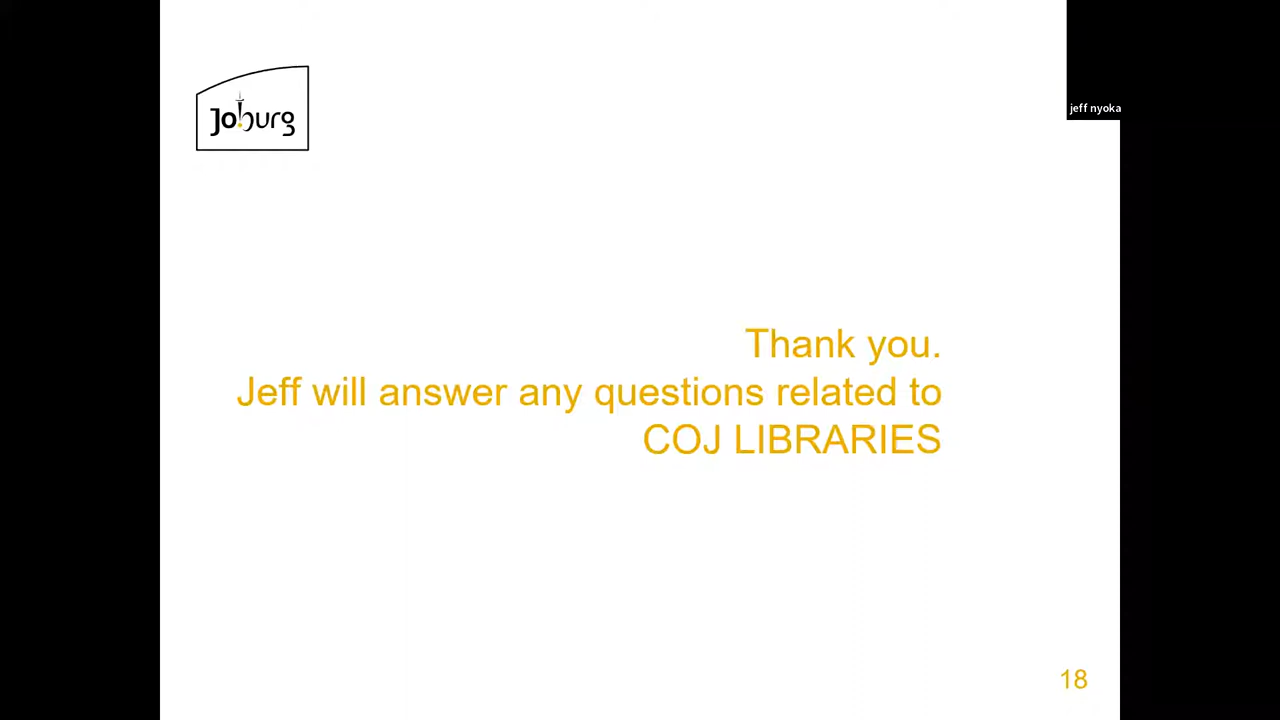 Joburg
jeff nyoka
Thank you.
Jeff will answer any questions related to
COJ LIBRARIES
18